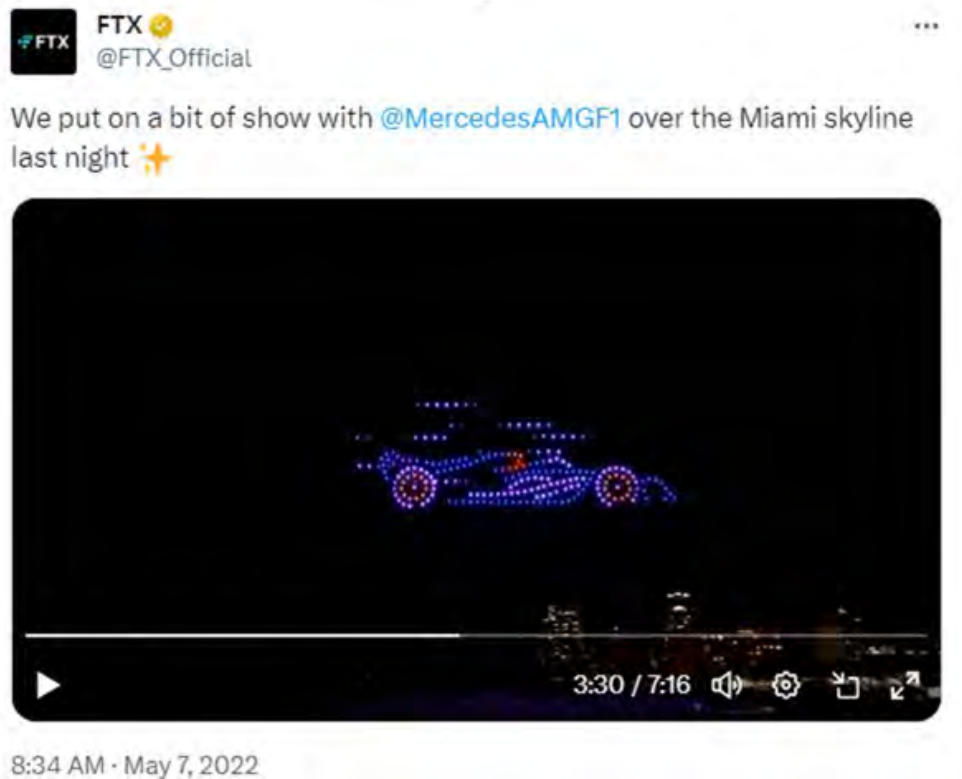 FTX
FTX
@FTX_Official
We put on a bit of show with @MercedesAMGF1 over the Miami skyline
last night
3:30 / 7:16
8:34 AM · May 7, 2022